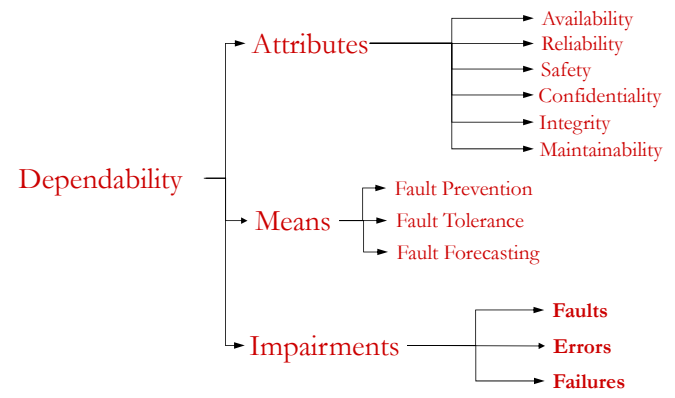 Dependability
Attributes
Availability
Reliability
Safety
Confidentiality
Integrity
Maintainability
Means
Fault Prevention
Fault Tolerance
Fault Forecasting
Impairments
Faults
Errors
Failures